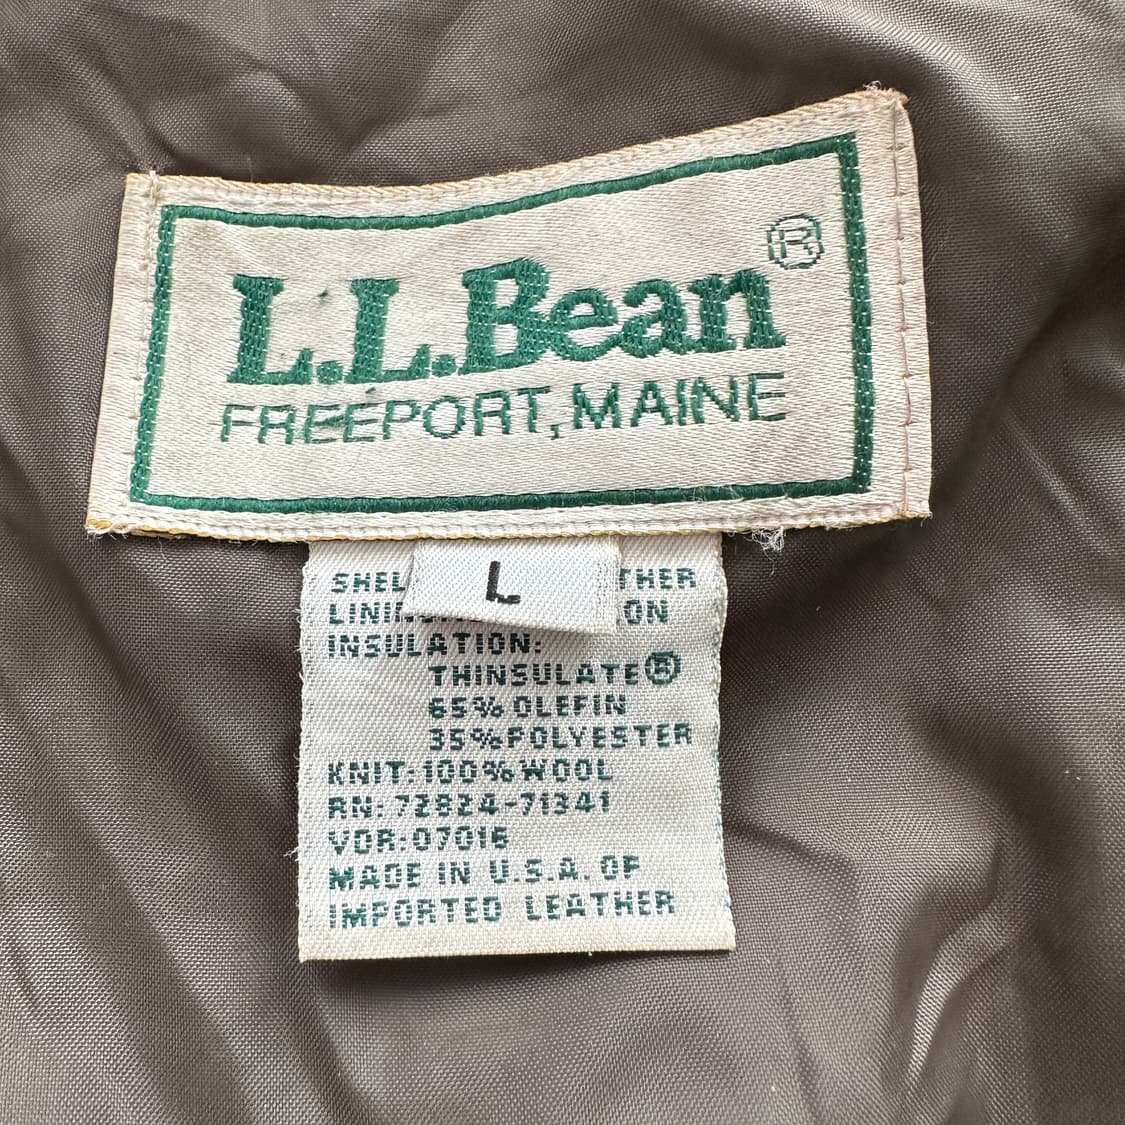 L.L.Bean®
FREEPORT, MAINE
L
INSULATION:
THINSULATE®
65% OLEFIN
35% POLYESTER
KNIT: 100% WOOL
RN: 72824-71341
VDR: 07016
MADE IN U.S.A. OF
IMPORTED LEATHER